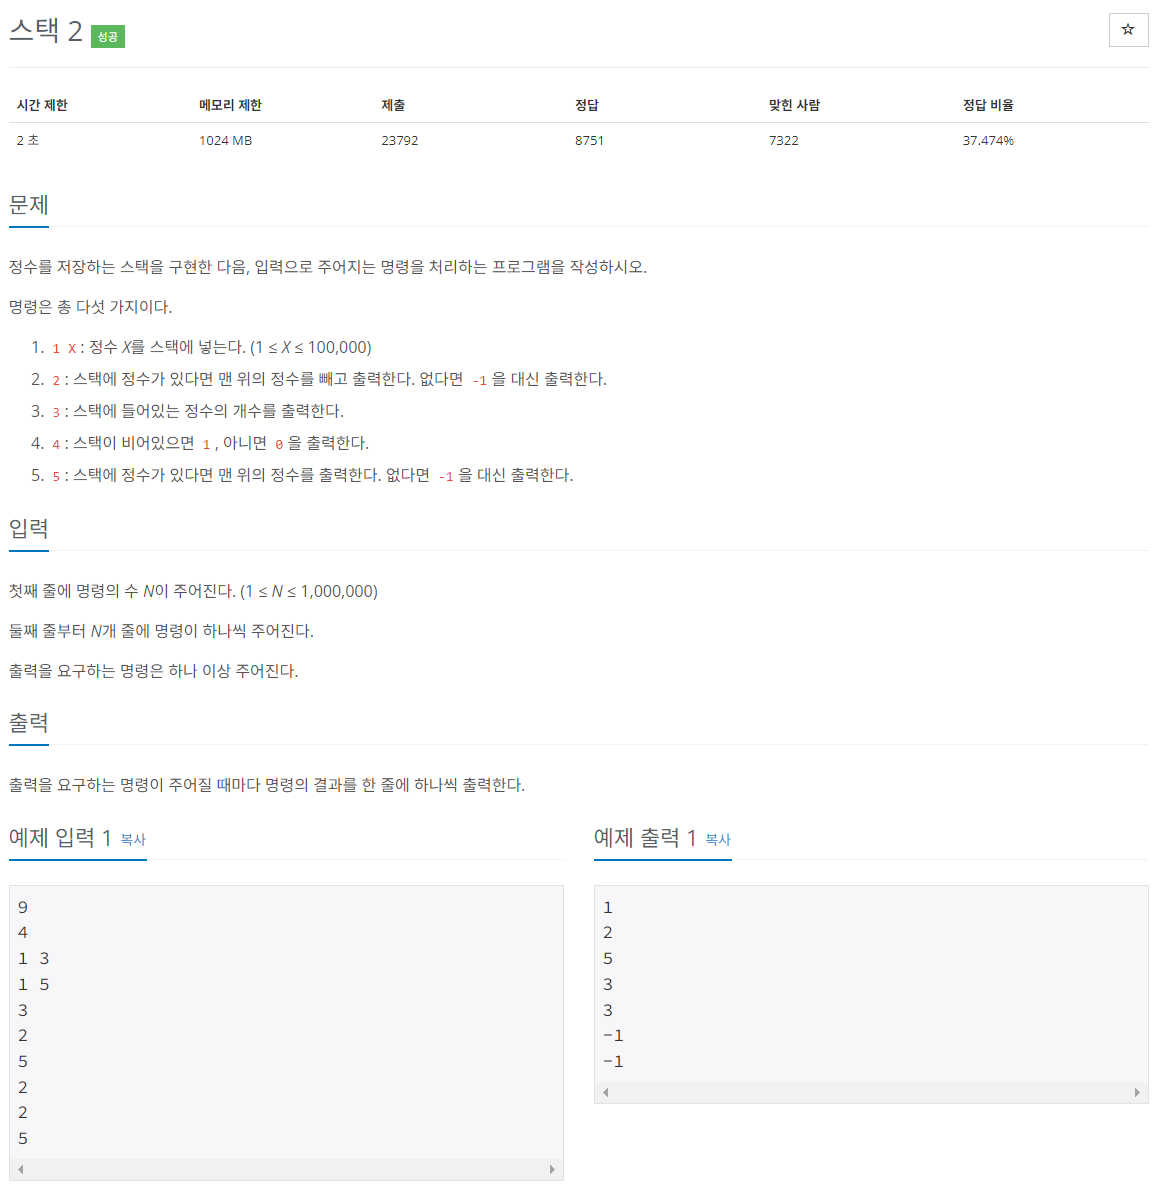 스택 2 성공
☆
시간 제한 메모리 제한 제출 정답 맞힌 사람 정답 비율
2 초 1024 MB 23792 8751 7322 37.474%
문제
정수를 저장하는 스택을 구현한 다음, 입력으로 주어지는 명령을 처리하는 프로그램을 작성하시오.
명령은 총 다섯 가지이다.
1. 1 X : 정수 X를 스택에 넣는다. (1 ≤ X ≤ 100,000)
2. 2 : 스택에 정수가 있다면 맨 위의 정수를 빼고 출력한다. 없다면 -1 을 대신 출력한다.
3. 3 : 스택에 들어있는 정수의 개수를 출력한다.
4. 4 : 스택이 비어있으면 1 , 아니면 0 을 출력한다.
5. 5 : 스택에 정수가 있다면 맨 위의 정수를 출력한다. 없다면 -1 을 대신 출력한다.
입력
첫째 줄에 명령의 수 N이 주어진다. (1 ≤ N ≤ 1,000,000)
둘째 줄부터 N개 줄에 명령이 하나씩 주어진다.
출력을 요구하는 명령은 하나 이상 주어진다.
출력
출력을 요구하는 명령이 주어질 때마다 명령의 결과를 한 줄에 하나씩 출력한다.
예제 입력 1 복사
9
4
1 3
1 5
3
2
5
2
2
5
예제 출력 1 복사
1
2
5
3
3
-1
-1